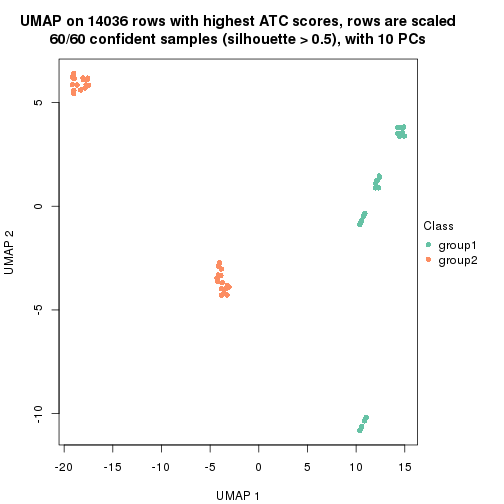 UMAP on 14036 rows with highest ATC scores, rows are scaled
60/60 confident samples (silhouette > 0.5), with 10 PCs
5
0
-5
-10
UMAP 2
Class
group1
group2
-20
-15
-10
-5
0
5
10
15
UMAP 1